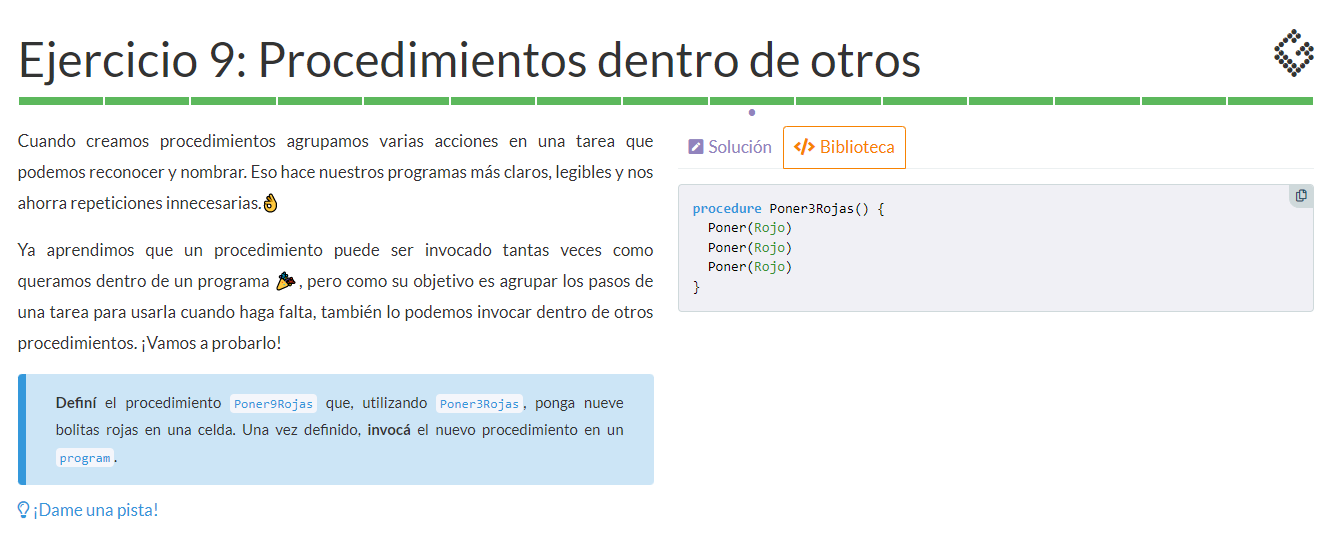 Ejercicio 9: Procedimientos dentro de otros
Cuando creamos procedimientos agrupamos varias acciones en una tarea que
podemos reconocer y nombrar. Eso hace nuestros programas más claros, legibles y nos
ahorra repeticiones innecesarias.👌
Ya aprendimos que un procedimiento puede ser invocado tantas veces como
queramos dentro de un programa 🎉, pero como su objetivo es agrupar los pasos de
una tarea para usarla cuando haga falta, también lo podemos invocar dentro de otros
procedimientos. ¡Vamos a probarlo!
Definí el procedimiento Poner9Rojas que, utilizando Poner3Rojas, ponga nueve
bolitas rojas en una celda. Una vez definido, invocá el nuevo procedimiento en un
program.
¡Dame una pista!
Solución </> Biblioteca
procedure Poner3Rojas() {
  Poner(Rojo)
  Poner(Rojo)
  Poner(Rojo)
}